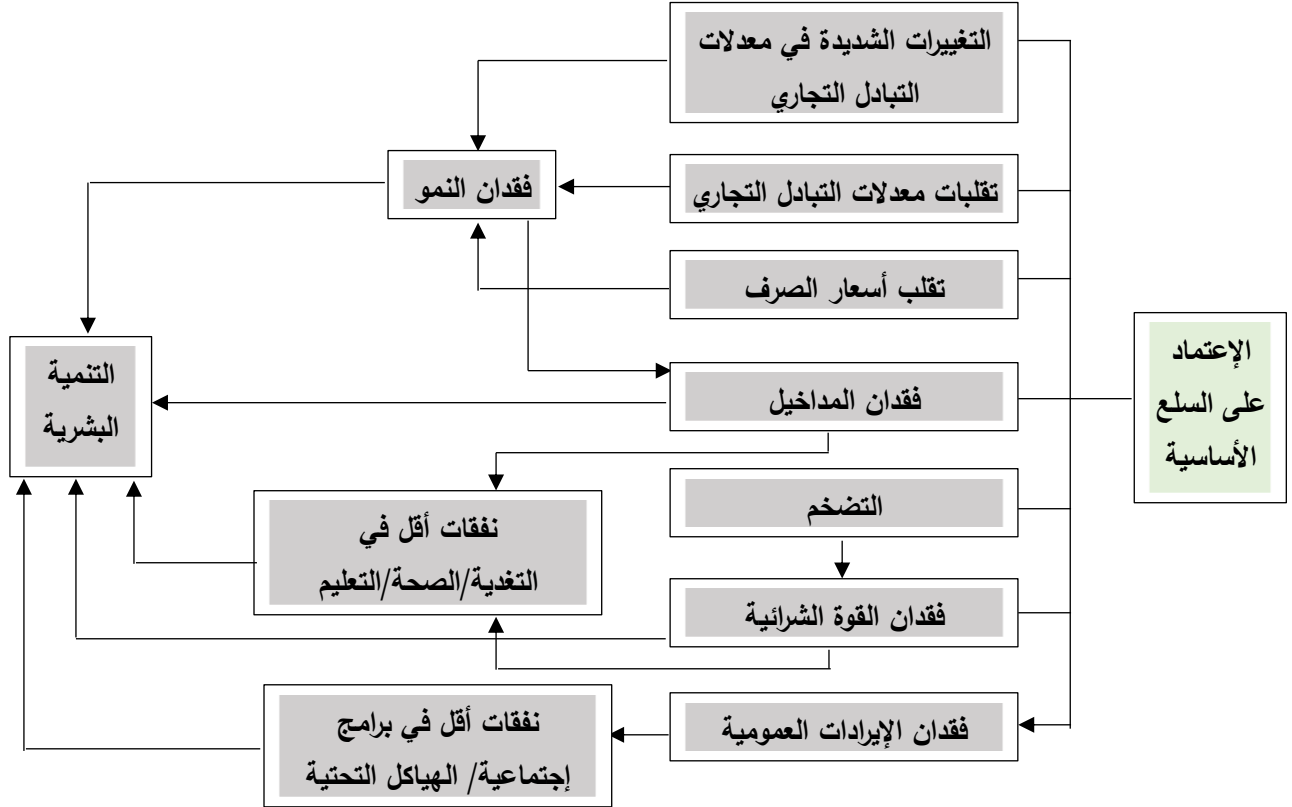 التغييرات الشديدة في معدلات
التبادل التجاري
تقلبات معدلات التبادل التجاري
فقدان النمو
تقلب أسعار الصرف
الإعتماد
على السلع
الأساسية
التنمية
البشرية
فقدان المداخيل
التضخم
نفقات أقل في
التغدية/الصحة/التعليم
فقدان القوة الشرائية
فقدان الإيرادات العمومية
نفقات أقل في برامج
إجتماعية/ الهياكل التحتية